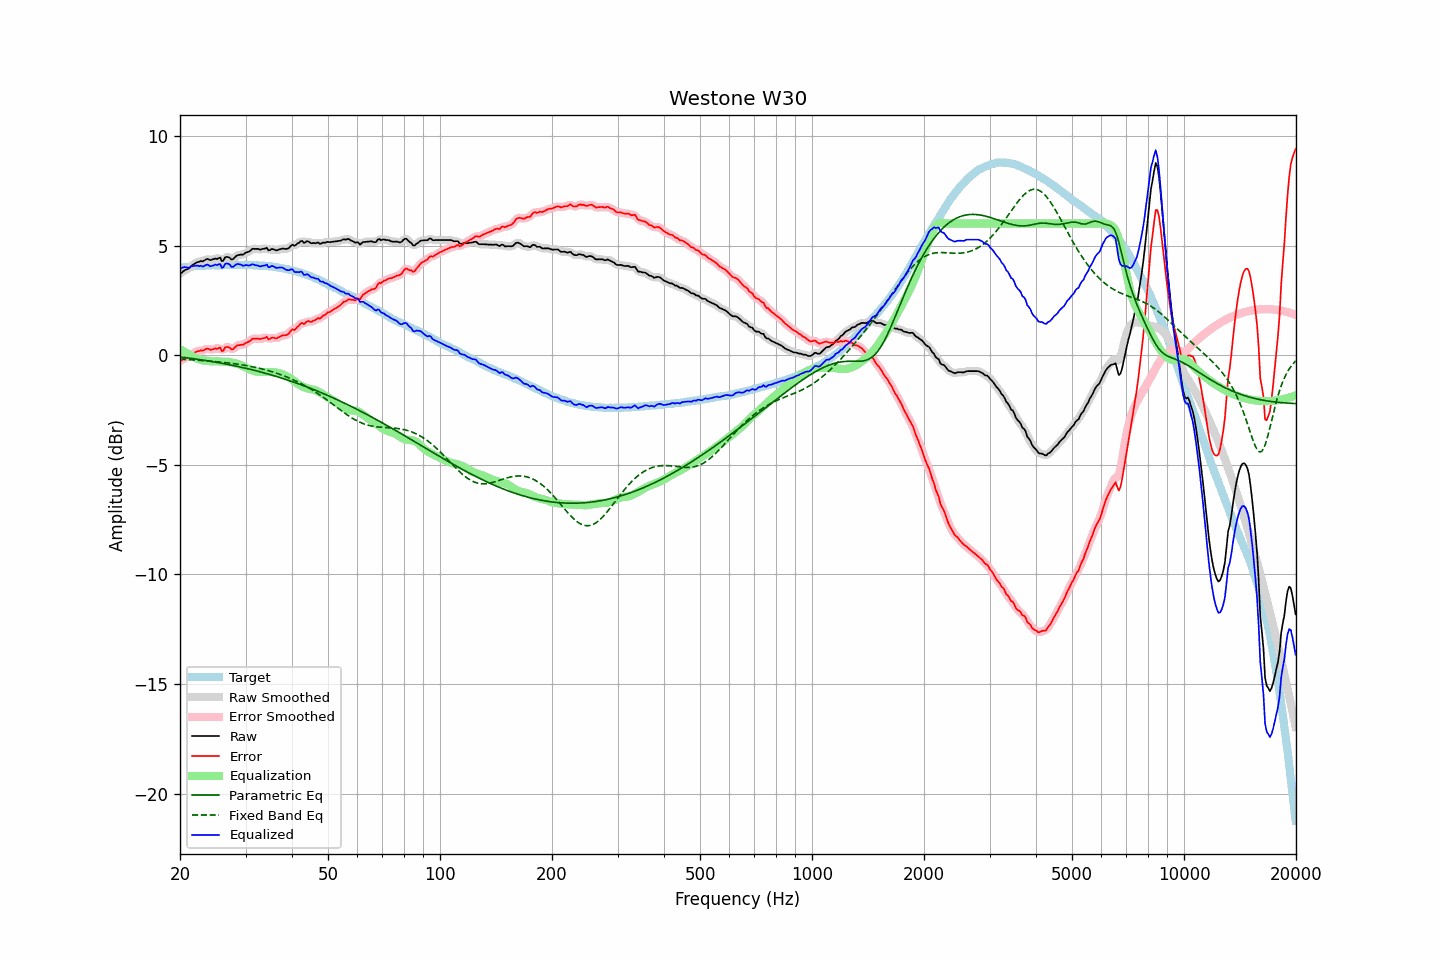 Westone W30
10
5
0
−5
−10
−15
−20
Amplitude (dBr)
Target
Raw Smoothed
Error Smoothed
Raw
Error
Equalization
Parametric Eq
Fixed Band Eq
Equalized
20
50
100
200
500
1000
2000
5000
10000
20000
Frequency (Hz)